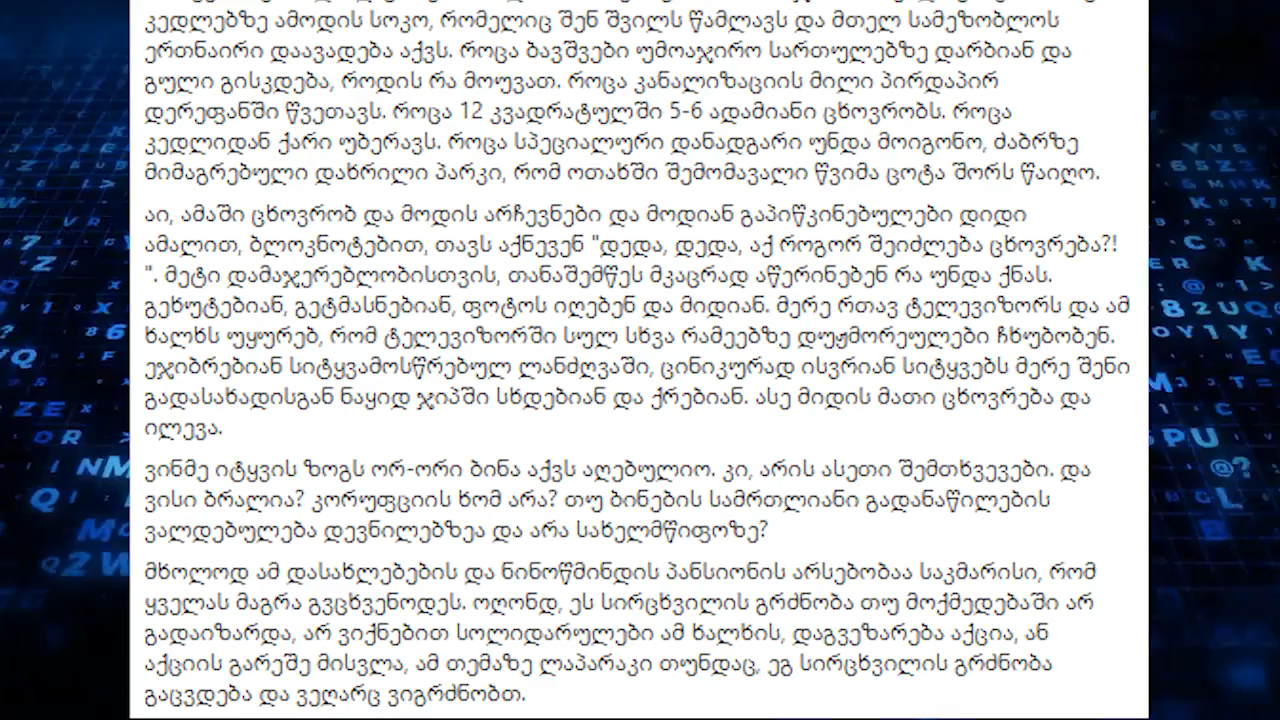 კედლებზე ამოდის სოკო, რომელიც შენ შვილს წამლავს და მთელ სამეზობლოს
ერთნაირი დაავადება აქვს. როცა ბავშვები უმოაჯირო სართულებზე დარბიან და
გული გისკდება, როდის რა მოუვათ. როცა კანალიზაციის მილი პირდაპირ
დერეფანში წვეთავს. როცა 12 კვადრატულში 5-6 ადამიანი ცხოვრობს. როცა
კედლიდან ქარი უბერავს. როცა სპეციალური დანადგარი უნდა მოიგონო, ძაბრზე
მიმაგრებული დახრილი პარკი, რომ ოთახში შემომავალი წვიმა ცოტა შორს წაიღო.
აი, ამაში ცხოვრობ და მოდის არჩევნები და მოდიან გაპიწკინებულები დიდი
ამალით, ბლოკნოტებით, თავს აქნევენ "დედა, დედა, აქ როგორ შეიძლება ცხოვრება?!
". მეტი დამაჯერებლობისთვის, თანაშემწეს მკაცრად აწერინებენ რა უნდა ქნას.
გეხუტებიან, გეტმასნებიან, ფოტოს იღებენ და მიდიან. მერე რთავ ტელევიზორს და ამ
ხალხს უყურებ, რომ ტელევიზორში სულ სხვა რამეებზე დუჟმორეულები ჩხუბობენ.
ეჯიბრებიან სიტყვამოსწრებულ ლანძღვაში, ცინიკურად ისვრიან სიტყვებს მერე შენი
გადასახადისგან ნაყიდ ჯიპში სხდებიან და ქრებიან. ასე მიდის მათი ცხოვრება და
ილევა.
ვინმე იტყვის ზოგს ორ-ორი ბინა აქვს აღებულიო. კი, არის ასეთი შემთხვევები. და
ვისი ბრალია? კორუფციის ხომ არა? თუ ბინების სამრთლიანი გადანაწილების
ვალდებულება დევნილებზეა და არა სახელმწიფოზე?
მხოლოდ ამ დასახლებების და ნინოწმინდის პანსიონის არსებობაა საკმარისი, რომ
ყველას მაგრა გვცხვენოდეს. ოღონდ, ეს სირცხვილის გრძნობა თუ მოქმედებაში არ
გადაიზარდა, არ ვიქნებით სოლიდარულები ამ ხალხის, დაგვეზარება აქცია, ან
აქციის გარეშე მისვლა, ამ თემაზე ლაპარაკი თუნდაც, ეგ სირცხვილის გრძნობა
გაცვდება და ვეღარც ვიგრძნობთ.